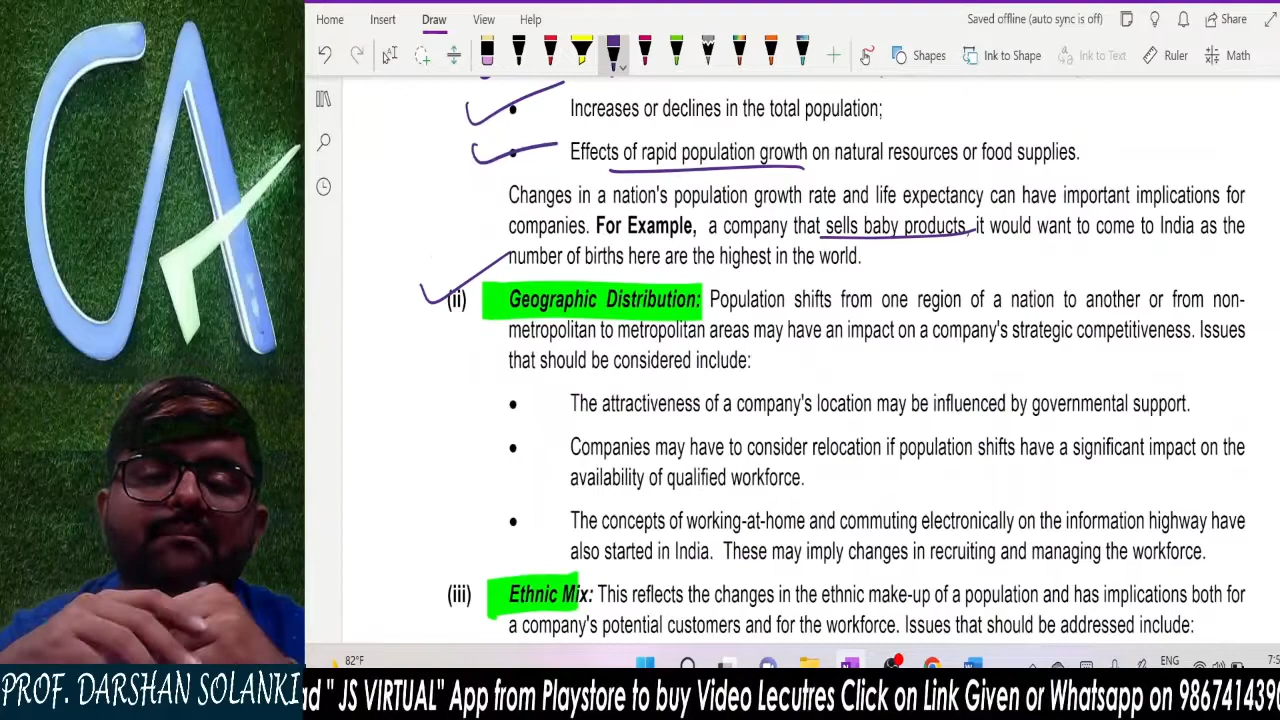 Home Insert Draw View Help Saved offline (auto sync is off) Share
Shapes Ink to Shape Ink to Text Ruler Math
• Increases or declines in the total population;
• Effects of rapid population growth on natural resources or food supplies.
Changes in a nation's population growth rate and life expectancy can have important implications for
companies. For Example, a company that sells baby products, it would want to come to India as the
number of births here are the highest in the world.
(ii) Geographic Distribution: Population shifts from one region of a nation to another or from non-
metropolitan to metropolitan areas may have an impact on a company's strategic competitiveness. Issues
that should be considered include:
• The attractiveness of a company's location may be influenced by governmental support.
• Companies may have to consider relocation if population shifts have a significant impact on the
availability of qualified workforce.
• The concepts of working-at-home and commuting electronically on the information highway have
also started in India. These may imply changes in recruiting and managing the workforce.
(iii) Ethnic Mix: This reflects the changes in the ethnic make-up of a population and has implications both for
a company's potential customers and for the workforce. Issues that should be addressed include:
CA
82°F ENG
PROF. DARSHAN SOLANKI
" JS VIRTUAL" App from Playstore to buy Video Lecutres Click on Link Given or Whatsapp on 9867414390